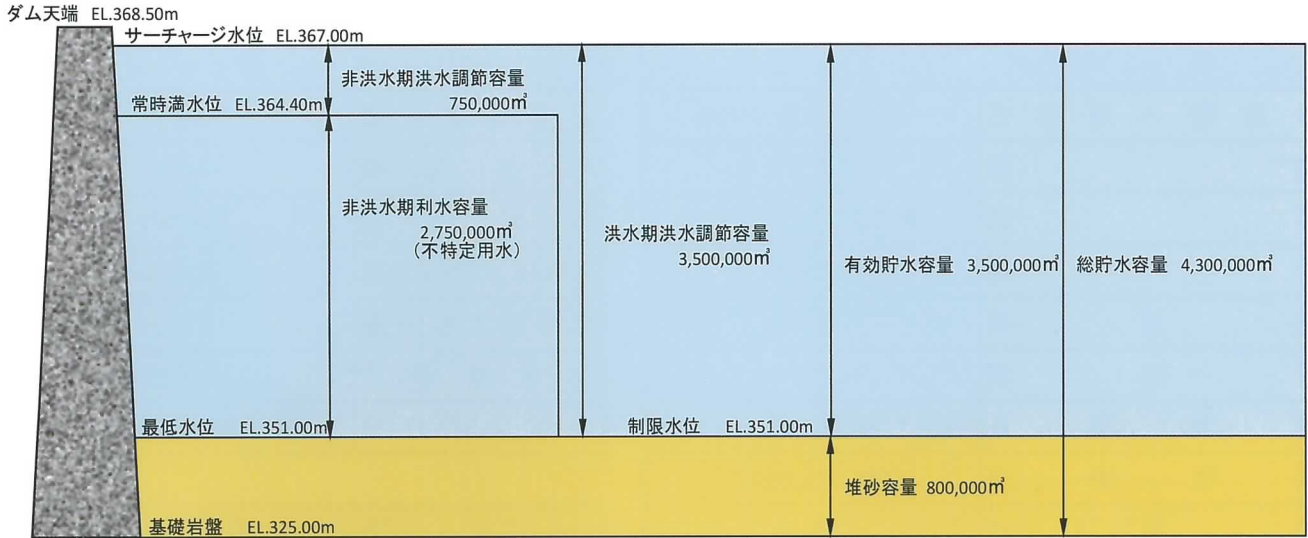 ダム天端 EL.368.50m
サーチャージ水位 EL.367.00m
非洪水期洪水調節容量
750,000㎥
常時満水位 EL.364.40m
非洪水期利水容量
2,750,000㎥
(不特定用水)
洪水期洪水調節容量
3,500,000㎥
有効貯水容量 3,500,000㎥
総貯水容量 4,300,000㎥
最低水位 EL.351.00m
制限水位 EL.351.00m
堆砂容量 800,000㎥
基礎岩盤 EL.325.00m